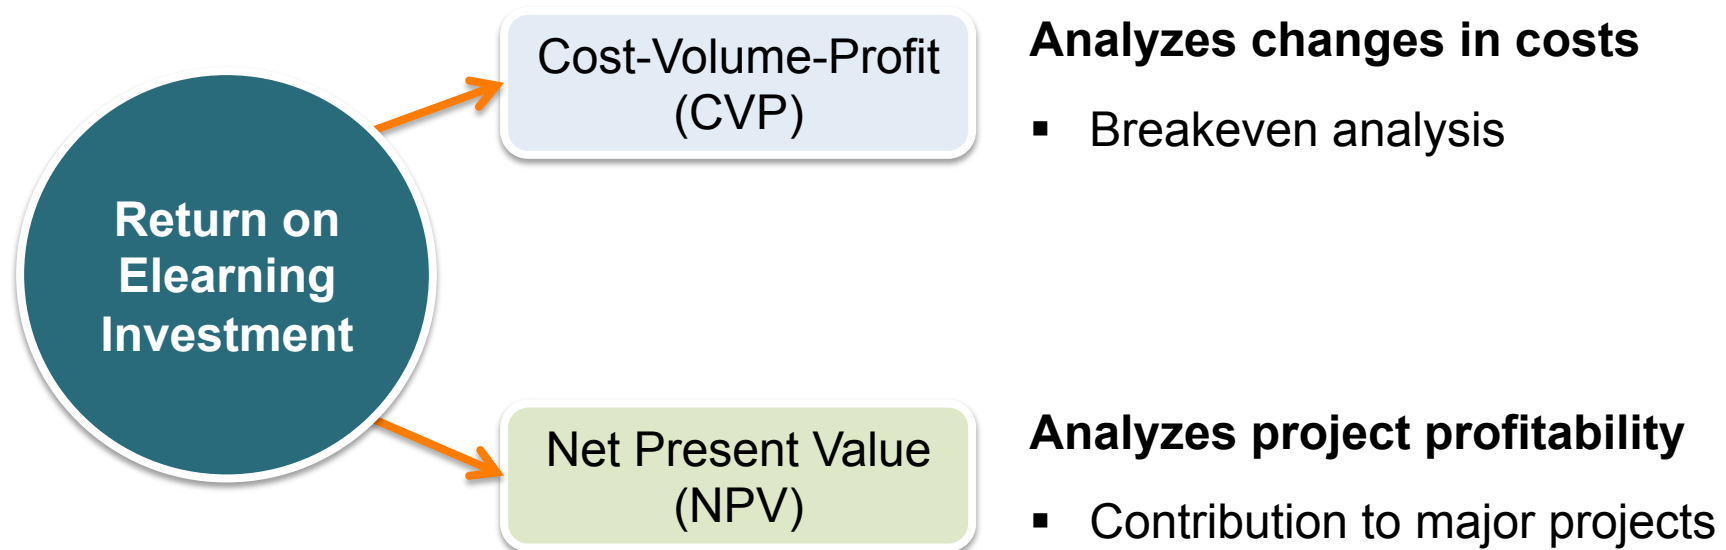 Return on
Elearning
Investment
Cost-Volume-Profit
(CVP)
Analyzes changes in costs
▪ Breakeven analysis
Net Present Value
(NPV)
Analyzes project profitability
▪ Contribution to major projects